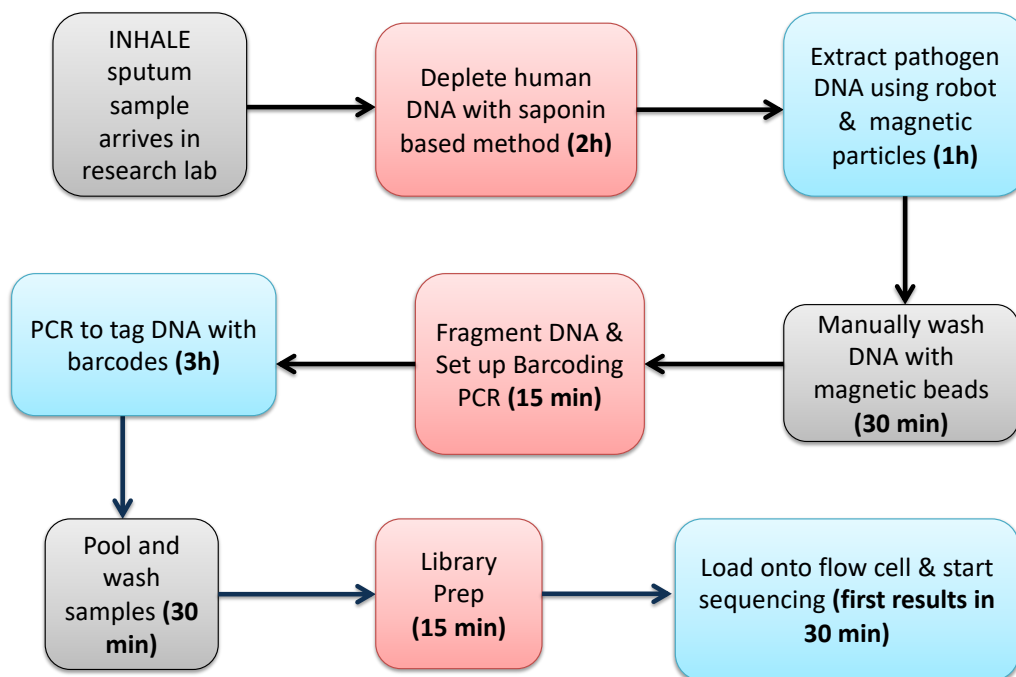 INHALE
sputum
sample
arrives in
research lab
Deplete human
DNA with saponin
based method (2h)
Extract pathogen
DNA using robot
& magnetic
particles (1h)
Manually wash
DNA with
magnetic beads
(30 min)
Fragment DNA &
Set up Barcoding
PCR (15 min)
PCR to tag DNA with
barcodes (3h)
Pool and
wash
samples (30
min)
Library
Prep
(15 min)
Load onto flow cell & start
sequencing (first results in
30 min)